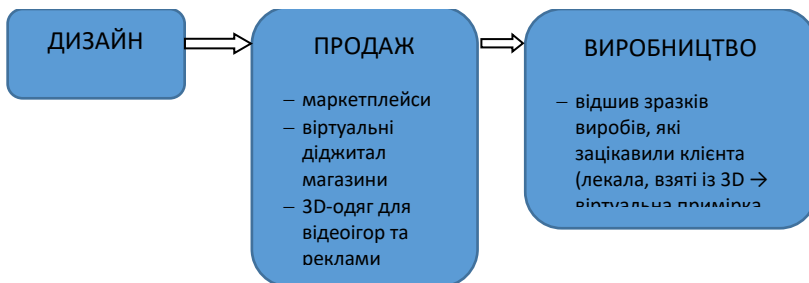 ДИЗАЙН
ПРОДАЖ
– маркетплейси
– віртуальні
діджитал
магазини
– 3D-одяг для
відеоігор та
реклами
ВИРОБНИЦТВО
– відшив зразків
виробів, які
зацікавили клієнта
(лекала, взяті із 3D →
віртуальна примірка